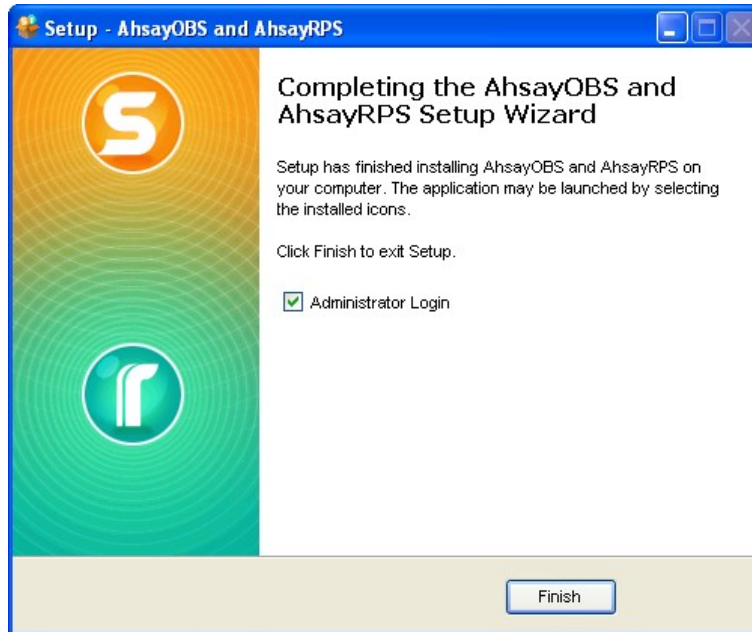 Setup - AhsayOBS and AhsayRPS
Completing the AhsayOBS and
AhsayRPS Setup Wizard
Setup has finished installing AhsayOBS and AhsayRPS on
your computer. The application may be launched by selecting
the installed icons.
Click Finish to exit Setup.
Administrator Login
Finish